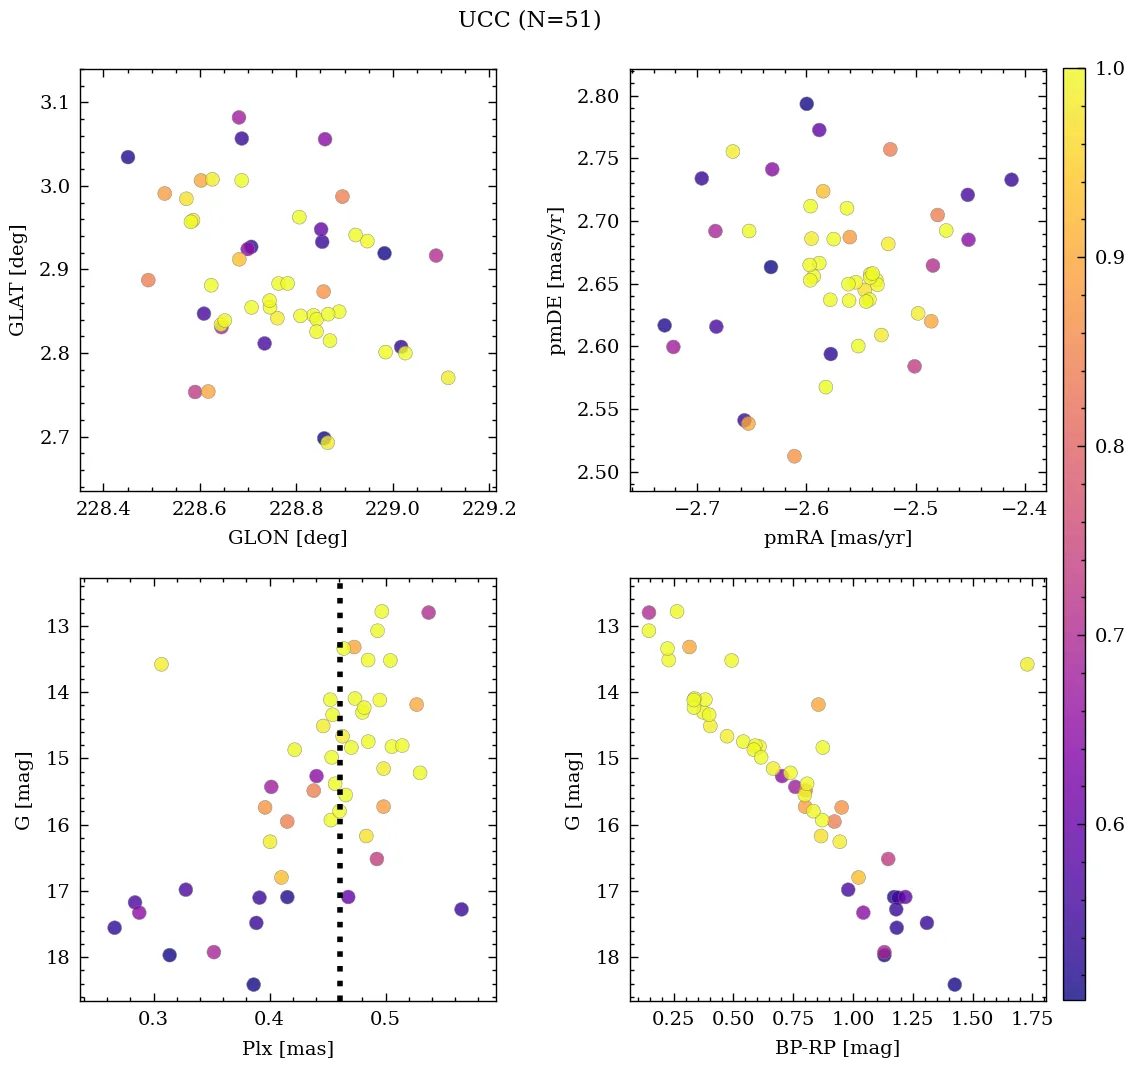 UCC (N=51)
3.1
3.0
2.9
2.8
2.7
GLAT [deg]
228.4 228.6 228.8 229.0 229.2
GLON [deg]
2.80
2.75
2.70
2.65
2.60
2.55
2.50
pmDE [mas/yr]
−2.7 −2.6 −2.5 −2.4
pmRA [mas/yr]
13
14
15
16
17
18
G [mag]
0.3 0.4 0.5
Plx [mas]
13
14
15
16
17
18
G [mag]
0.25 0.50 0.75 1.00 1.25 1.50 1.75
BP-RP [mag]
1.0
0.9
0.8
0.7
0.6